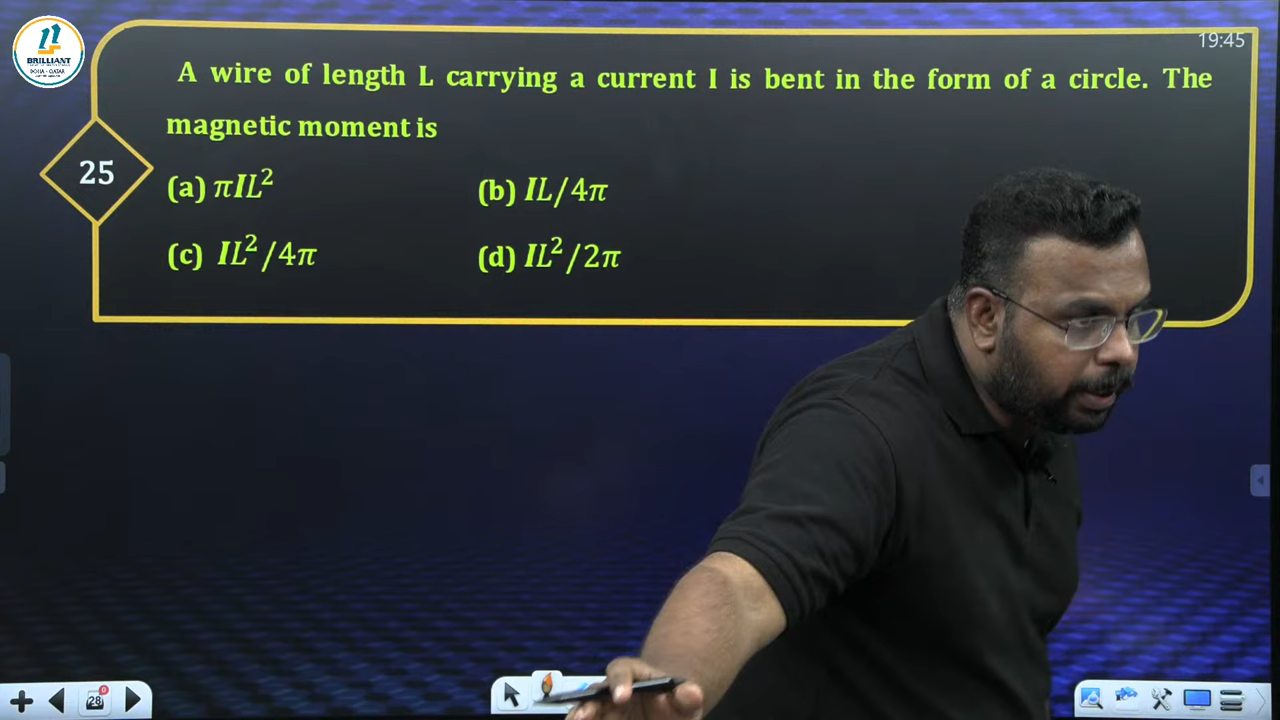 BRILLIANT
DOHA - QATAR
19:45
A wire of length L carrying a current I is bent in the form of a circle. The
magnetic moment is
25
(a) πIL²
(b) IL/4π
(c) IL²/4π
(d) IL²/2π
28
0